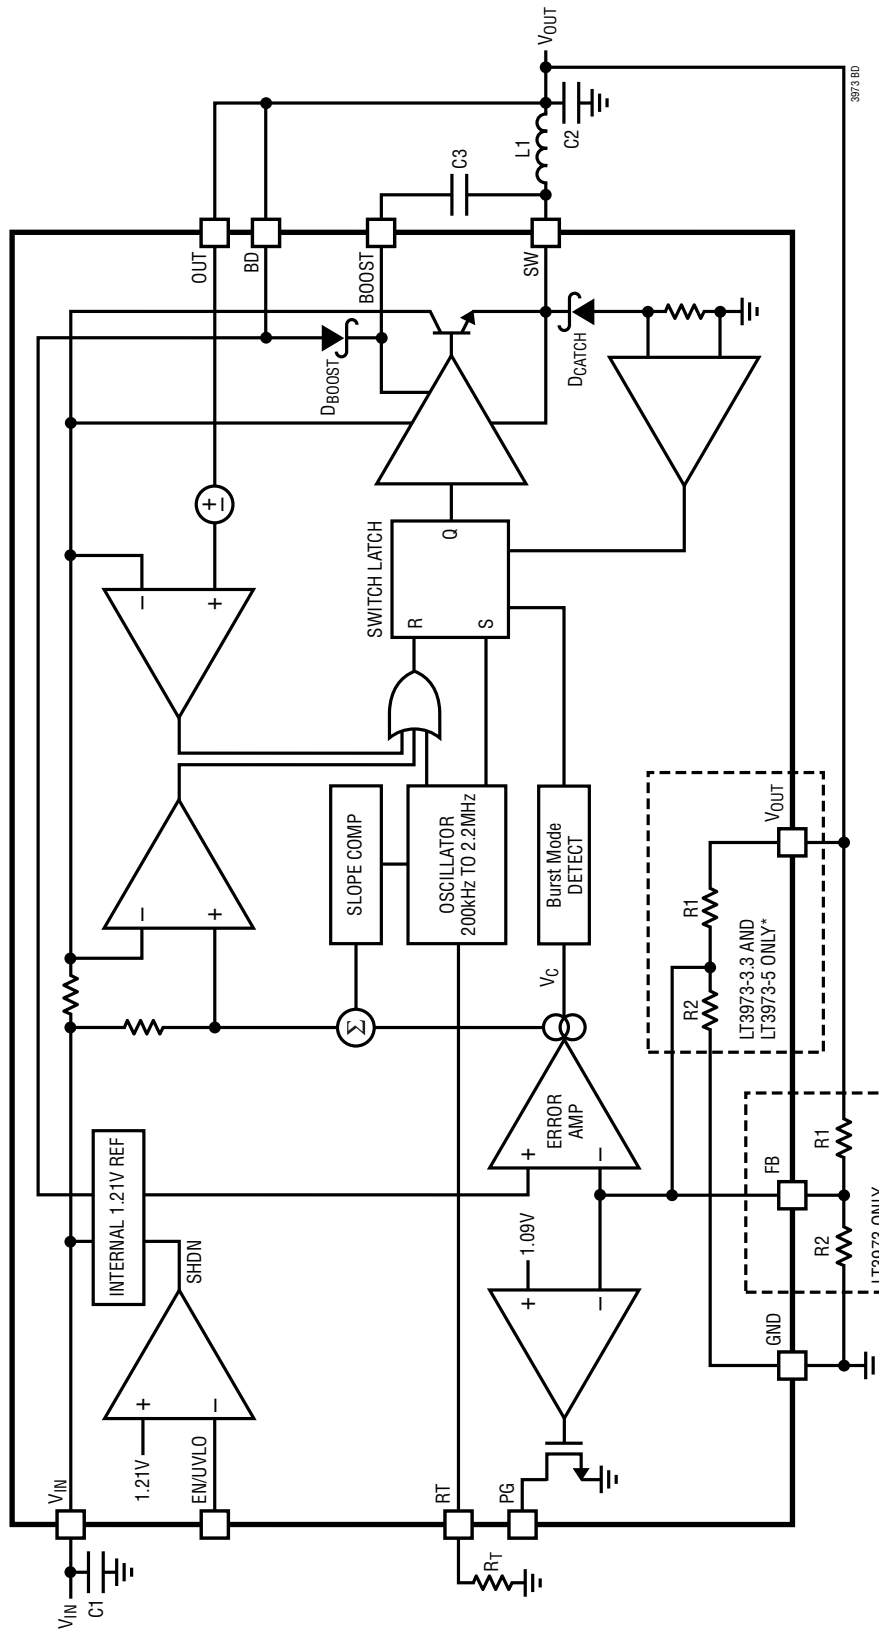 VIN
C1
VIN
1.21V
+
–
EN/UVLO
SHDN
INTERNAL 1.21V REF
–
+
–
+
+
–
OUT
BD
BOOST
SW
DBOOST
C3
L1
C2
VOUT
DCATCH
SWITCH LATCH
R
S
Q
SLOPE COMP
Σ
OSCILLATOR
200kHz TO 2.2MHz
Burst Mode
DETECT
VC
ERROR
AMP
+
–
1.09V
+
–
RT
RT
PG
R1
R2
LT3973-3.3 AND
LT3973-5 ONLY*
VOUT
GND
FB
R2
R1
LT3973 ONLY
3973 BD